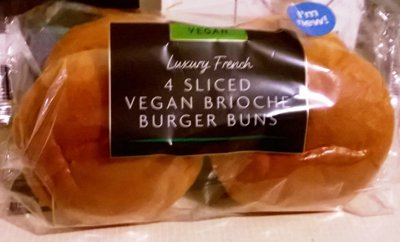 VEGAN
I'm
new!
Luxury French
4 SLICED
VEGAN BRIOCHE
BURGER BUNS